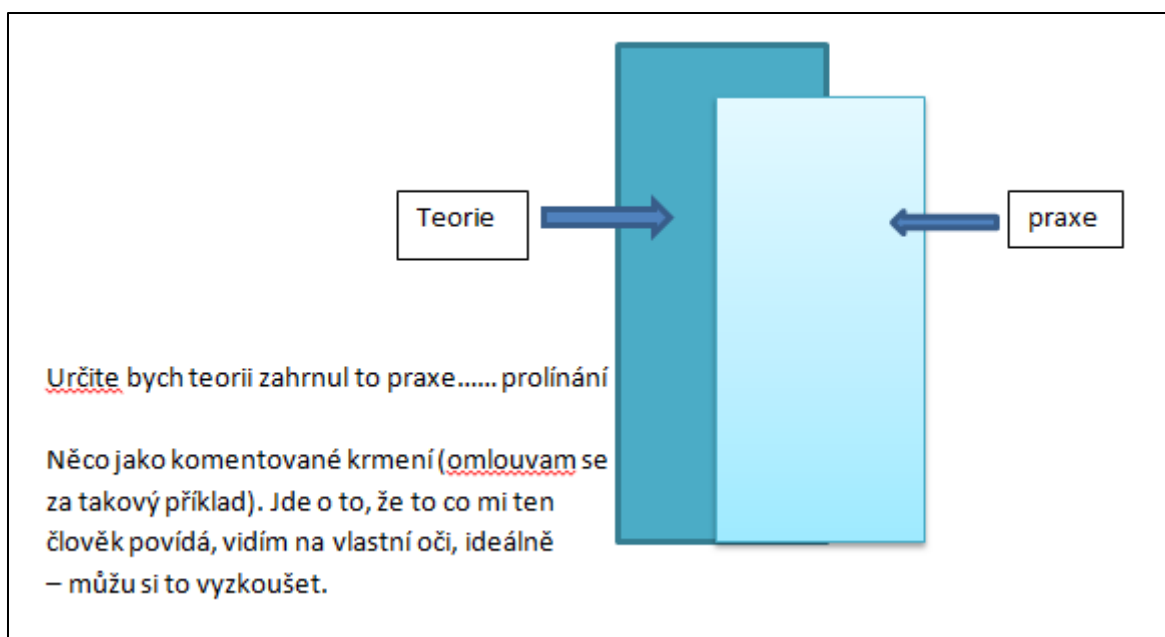 Teorie
praxe
Určite bych teorii zahrnul to praxe...... prolínání
Něco jako komentované krmení (omlouvam se
za takový příklad). Jde o to, že to co mi ten
člověk povídá, vidím na vlastní oči, ideálně
– můžu si to vyzkoušet.